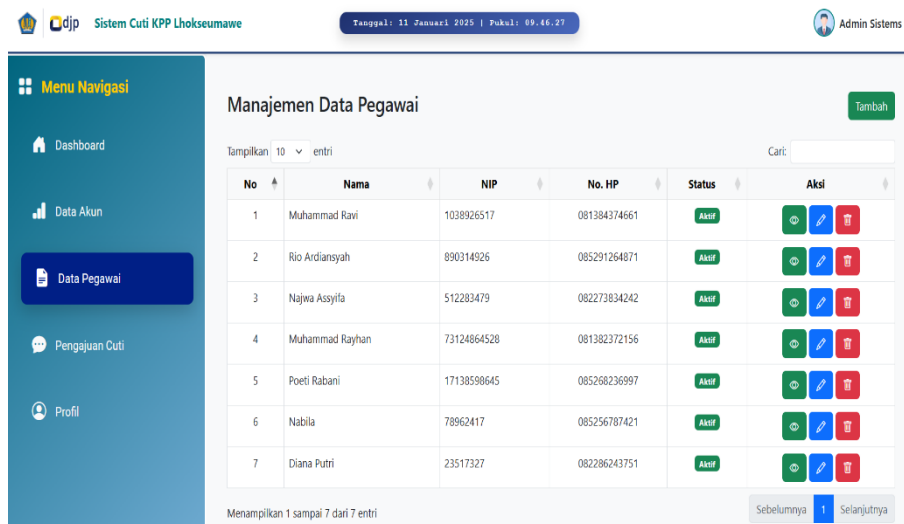 djp Sistem Cuti KPP Lhokseumawe
Tanggal: 11 Januari 2025 | Pukul: 09.46.27
Admin Sistems
Menu Navigasi
Dashboard
Data Akun
Data Pegawai
Pengajuan Cuti
Profil
Manajemen Data Pegawai
Tambah
Tampilkan 10 entri
Cari:
No Nama NIP No. HP Status Aksi
1 Muhammad Ravi 1038926517 081384374661 Aktif
2 Rio Ardiansyah 890314926 085291264871 Aktif
3 Najwa Assyifa 512283479 082273834242 Aktif
4 Muhammad Rayhan 73124864528 081382372156 Aktif
5 Poeti Rabani 17138598645 085268236997 Aktif
6 Nabila 78962417 085256787421 Aktif
7 Diana Putri 23517327 082286243751 Aktif
Menampilkan 1 sampai 7 dari 7 entri
Sebelumnya 1 Selanjutnya